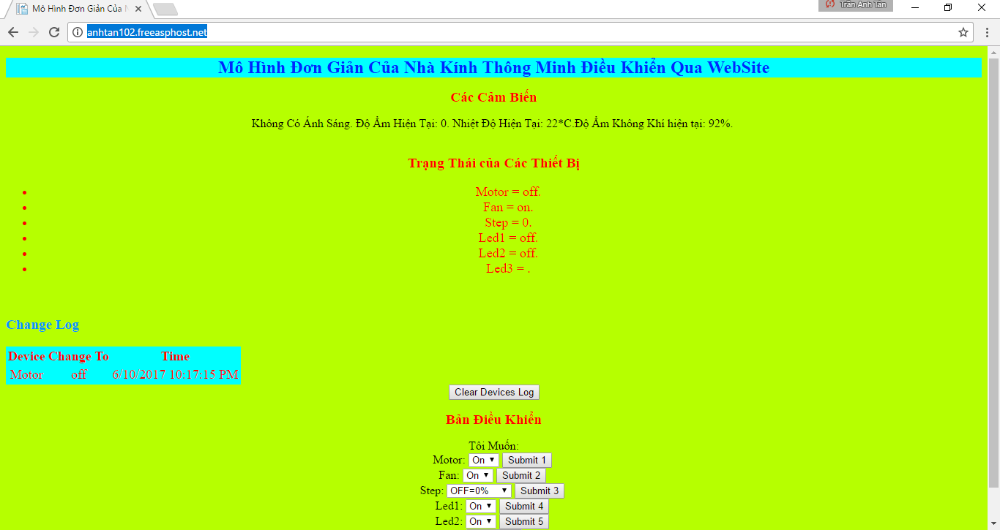 Mô Hình Đơn Giản Của N
Trần Anh Tân
anhtan102.freeasphost.net
Mô Hình Đơn Giản Của Nhà Kính Thông Minh Điều Khiển Qua WebSite
Các Cảm Biến
Không Có Ánh Sáng. Độ Ẩm Hiện Tại: 0. Nhiệt Độ Hiện Tại: 22*C.Độ Ẩm Không Khí hiện tại: 92%.
Trạng Thái của Các Thiết Bị
Motor = off.
Fan = on.
Step = 0.
Led1 = off.
Led2 = off.
Led3 = .
Change Log
Device Change To Time
Motor off 6/10/2017 10:17:15 PM
Clear Devices Log
Bản Điều Khiển
Tôi Muốn:
Motor: On Submit 1
Fan: On Submit 2
Step: OFF=0% Submit 3
Led1: On Submit 4
Led2: On Submit 5